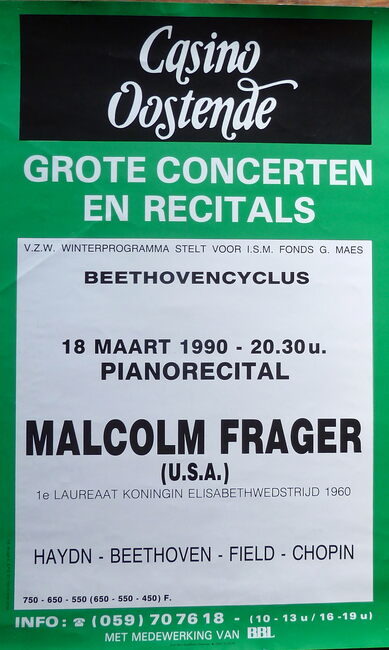 Casino
Oostende
GROTE CONCERTEN
EN RECITALS
V.Z.W. WINTERPROGRAMMA STELT VOOR I.S.M. FONDS G. MAES
BEETHOVENCYCLUS
18 MAART 1990 - 20.30 u.
PIANORECITAL
MALCOLM FRAGER
(U.S.A.)
1e LAUREAAT KONINGIN ELISABETHWEDSTRIJD 1960
HAYDN - BEETHOVEN - FIELD - CHOPIN
750 - 650 - 550 (650 - 550 - 450) F.
INFO: ☎ (059) 70 76 18 - (10 - 13 u / 16 - 19 u)
MET MEDEWERKING VAN BBL